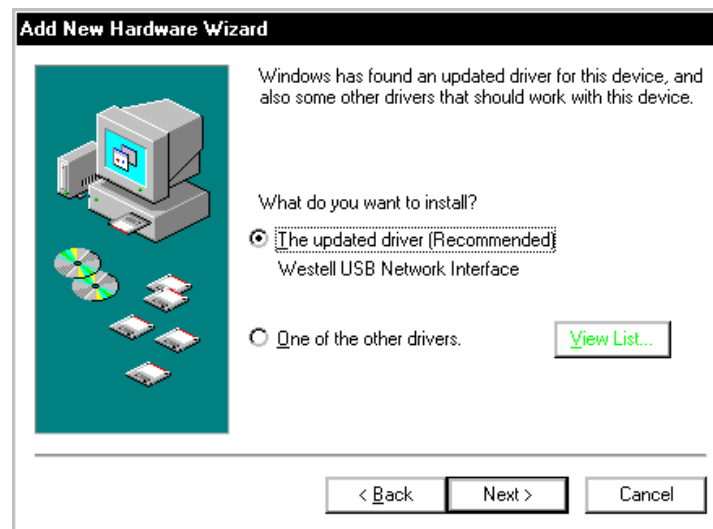 Add New Hardware Wizard
Windows has found an updated driver for this device, and
also some other drivers that should work with this device.
What do you want to install?
The updated driver (Recommended)
Westell USB Network Interface
One of the other drivers.
View List...
< Back
Next >
Cancel